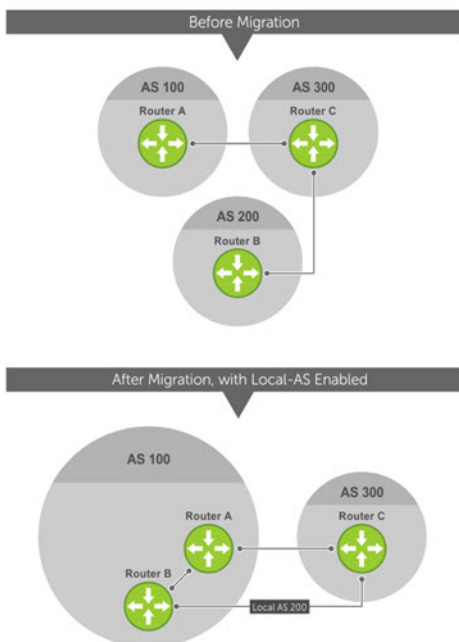 Before Migration
AS 100
AS 300
Router A
Router C
AS 200
Router B
After Migration, with Local-AS Enabled
AS 100
AS 300
Router A
Router C
Router B
Local AS 200